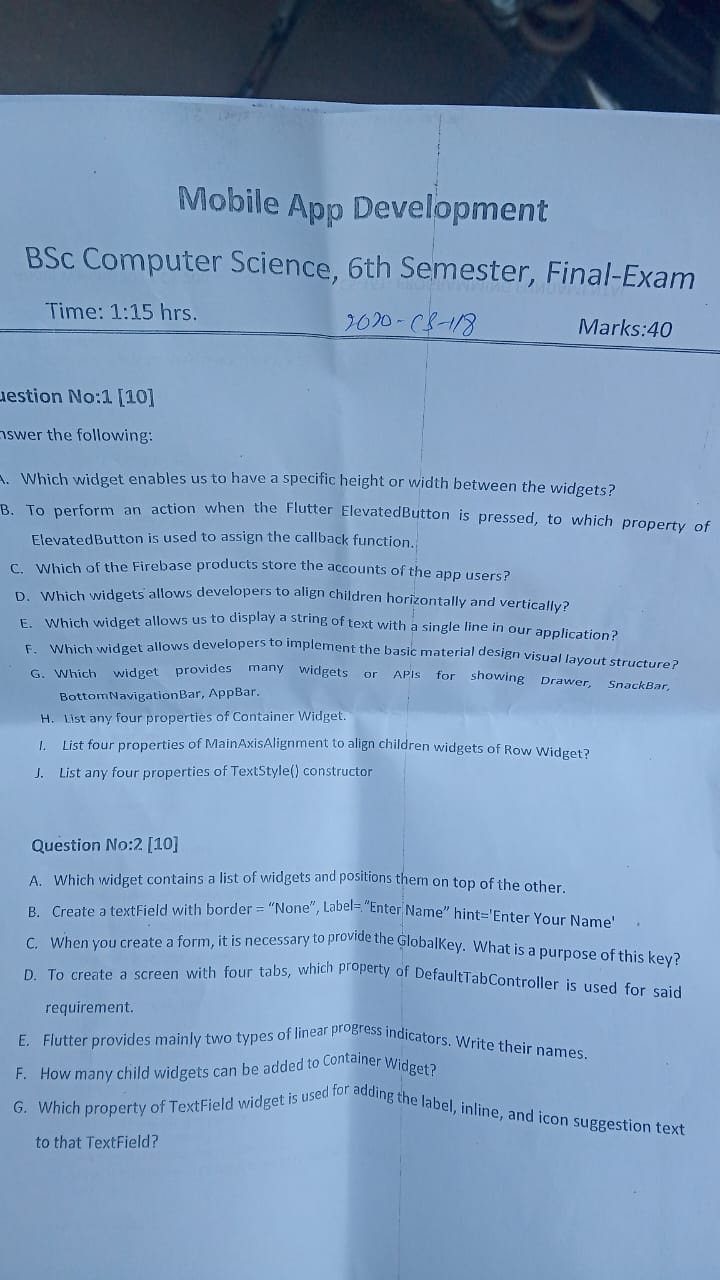 Mobile App Development
BSc Computer Science, 6th Semester, Final-Exam
Time: 1:15 hrs.
2020-CS-118
Marks:40
uestion No:1 [10]
nswer the following:
A. Which widget enables us to have a specific height or width between the widgets?
B. To perform an action when the Flutter ElevatedButton is pressed, to which property of
ElevatedButton is used to assign the callback function.
C. Which of the Firebase products store the accounts of the app users?
D. Which widgets allows developers to align children horizontally and vertically?
E. Which widget allows us to display a string of text with a single line in our application?
F. Which widget allows developers to implement the basic material design visual layout structure?
G. Which widget provides many widgets or APIs for showing Drawer, SnackBar,
BottomNavigationBar, AppBar.
H. List any four properties of Container Widget.
I. List four properties of MainAxisAlignment to align children widgets of Row Widget?
J. List any four properties of TextStyle() constructor
Question No:2 [10]
A. Which widget contains a list of widgets and positions them on top of the other.
B. Create a textField with border = “None”, Label=“Enter Name” hint='Enter Your Name'
C. When you create a form, it is necessary to provide the GlobalKey. What is a purpose of this key?
D. To create a screen with four tabs, which property of DefaultTabController is used for said
requirement.
E. Flutter provides mainly two types of linear progress indicators. Write their names.
F. How many child widgets can be added to Container Widget?
G. Which property of TextField widget is used for adding the label, inline, and icon suggestion text
to that TextField?